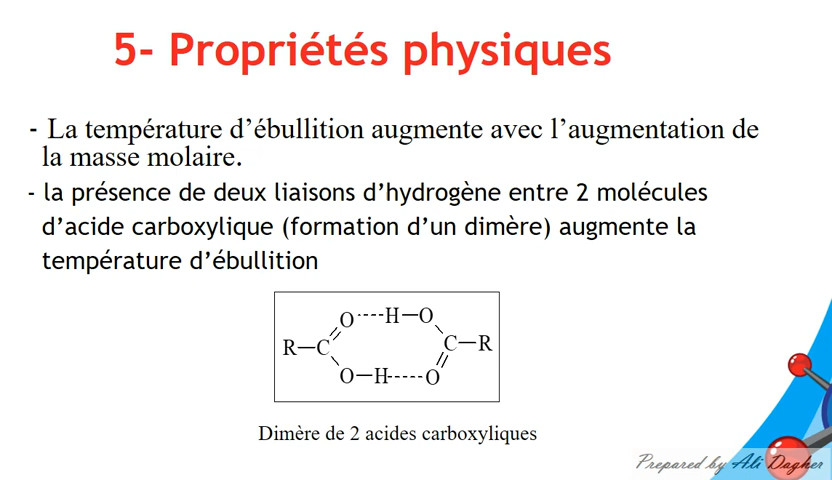 5- Propriétés physiques
- La température d’ébullition augmente avec l’augmentation de
la masse molaire.
- la présence de deux liaisons d’hydrogène entre 2 molécules
d’acide carboxylique (formation d’un dimère) augmente la
température d’ébullition
O----H—O
R—C
C—R
O—H-----O
Dimère de 2 acides carboxyliques
Prepared by Ali Dagher